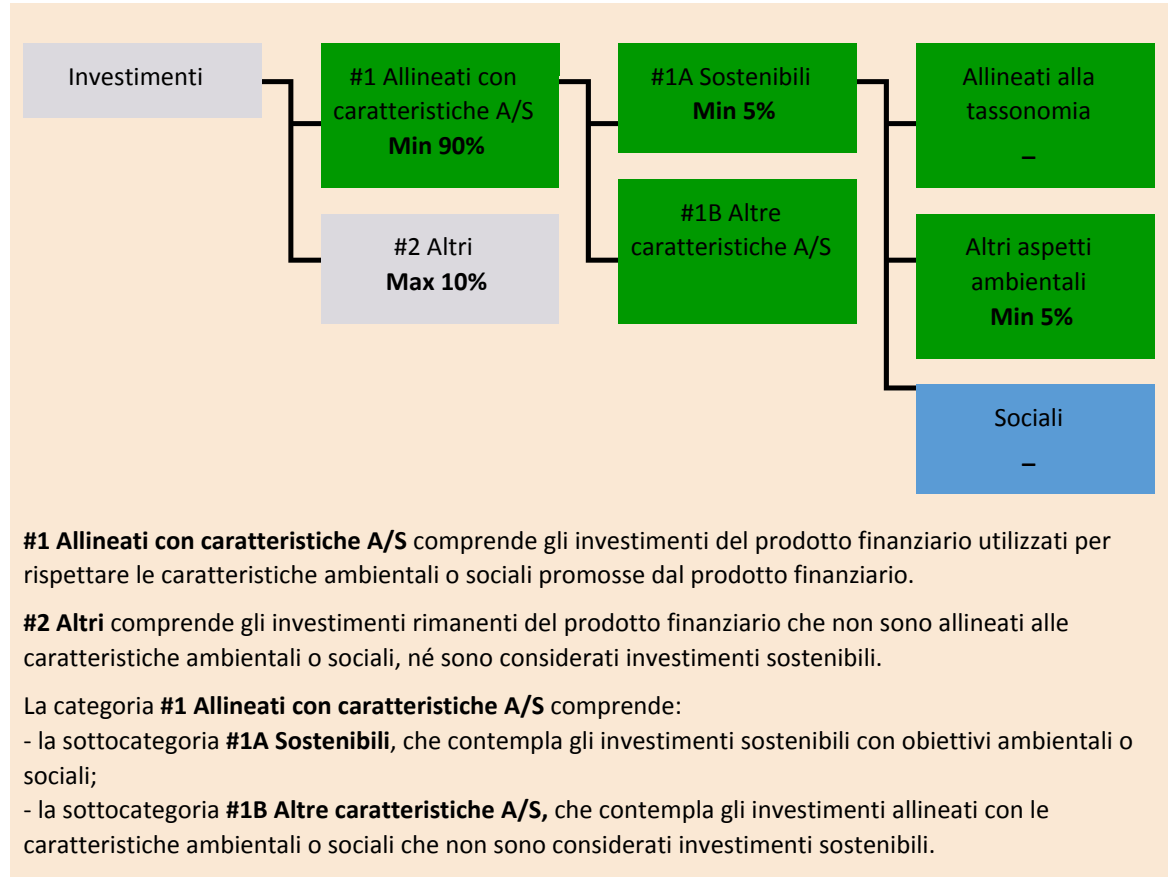 Investimenti
#1 Allineati con
caratteristiche A/S
Min 90%
#2 Altri
Max 10%
#1A Sostenibili
Min 5%
#1B Altre
caratteristiche A/S
Allineati alla
tassonomia
–
Altri aspetti
ambientali
Min 5%
Sociali
–
#1 Allineati con caratteristiche A/S comprende gli investimenti del prodotto finanziario utilizzati per
rispettare le caratteristiche ambientali o sociali promosse dal prodotto finanziario.
#2 Altri comprende gli investimenti rimanenti del prodotto finanziario che non sono allineati alle
caratteristiche ambientali o sociali, né sono considerati investimenti sostenibili.
La categoria #1 Allineati con caratteristiche A/S comprende:
- la sottocategoria #1A Sostenibili, che contempla gli investimenti sostenibili con obiettivi ambientali o
sociali;
- la sottocategoria #1B Altre caratteristiche A/S, che contempla gli investimenti allineati con le
caratteristiche ambientali o sociali che non sono considerati investimenti sostenibili.